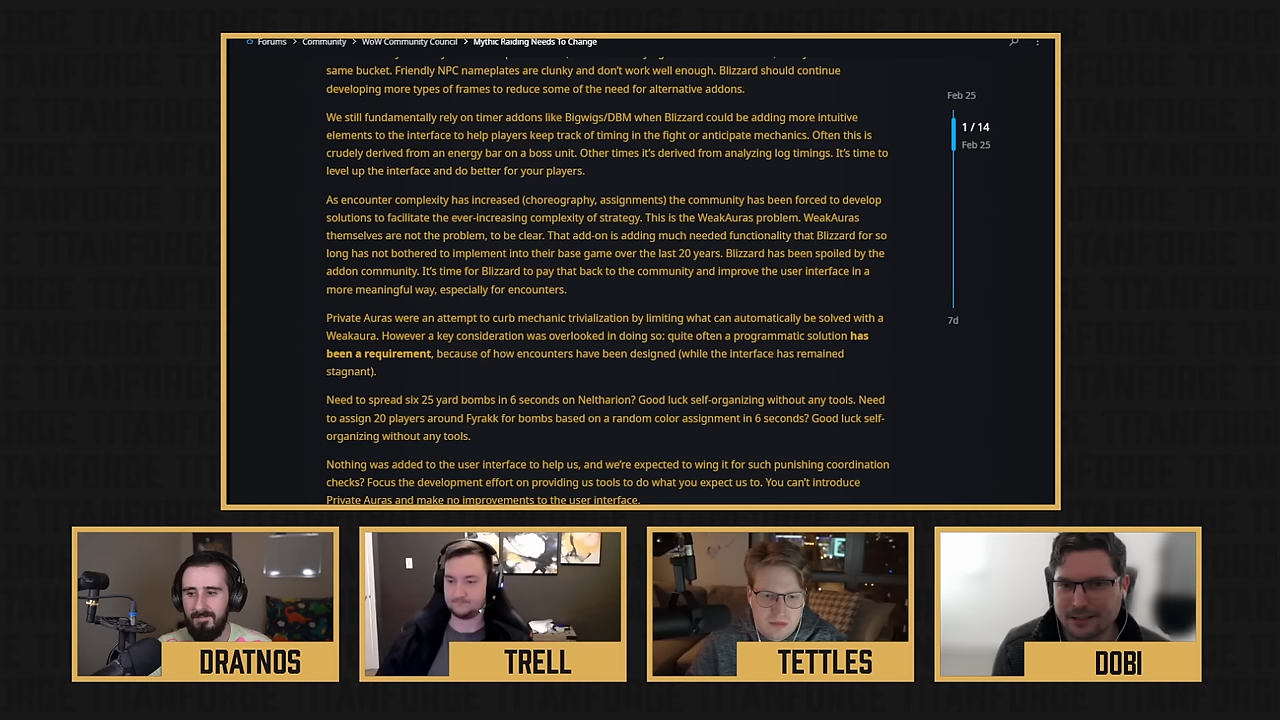 Forums > Community > WoW Community Council > Mythic Raiding Needs To Change
same bucket. Friendly NPC nameplates are clunky and don't work well enough. Blizzard should continue
developing more types of frames to reduce some of the need for alternative addons.
We still fundamentally rely on timer addons like Bigwigs/DBM when Blizzard could be adding more intuitive
elements to the interface to help players keep track of timing in the fight or anticipate mechanics. Often this is
crudely derived from an energy bar on a boss unit. Other times it's derived from analyzing log timings. It's time to
level up the interface and do better for your players.
As encounter complexity has increased (choreography, assignments) the community has been forced to develop
solutions to facilitate the ever-increasing complexity of strategy. This is the WeakAuras problem. WeakAuras
themselves are not the problem, to be clear. That add-on is adding much needed functionality that Blizzard for so
long has not bothered to implement into their base game over the last 20 years. Blizzard has been spoiled by the
addon community. It's time for Blizzard to pay that back to the community and improve the user interface in a
more meaningful way, especially for encounters.
Private Auras were an attempt to curb mechanic trivialization by limiting what can automatically be solved with a
Weakaura. However a key consideration was overlooked in doing so: quite often a programmatic solution has
been a requirement, because of how encounters have been designed (while the interface has remained
stagnant).
Need to spread six 25 yard bombs in 6 seconds on Neltharion? Good luck self-organizing without any tools. Need
to assign 20 players around Fyrakk for bombs based on a random color assignment in 6 seconds? Good luck self-
organizing without any tools.
Nothing was added to the user interface to help us, and we're expected to wing it for such punishing coordination
checks? Focus the development effort on providing us tools to do what you expect us to. You can't introduce
Private Auras and make no improvements to the user interface.
Feb 25
1 / 14
Feb 25
7d
DRATNOS
TRELL
TETTLES
DOBI